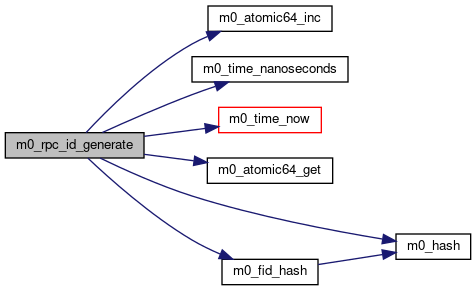 m0_atomic64_inc
m0_time_nanoseconds
m0_time_now
m0_rpc_id_generate
m0_atomic64_get
m0_hash
m0_fid_hash